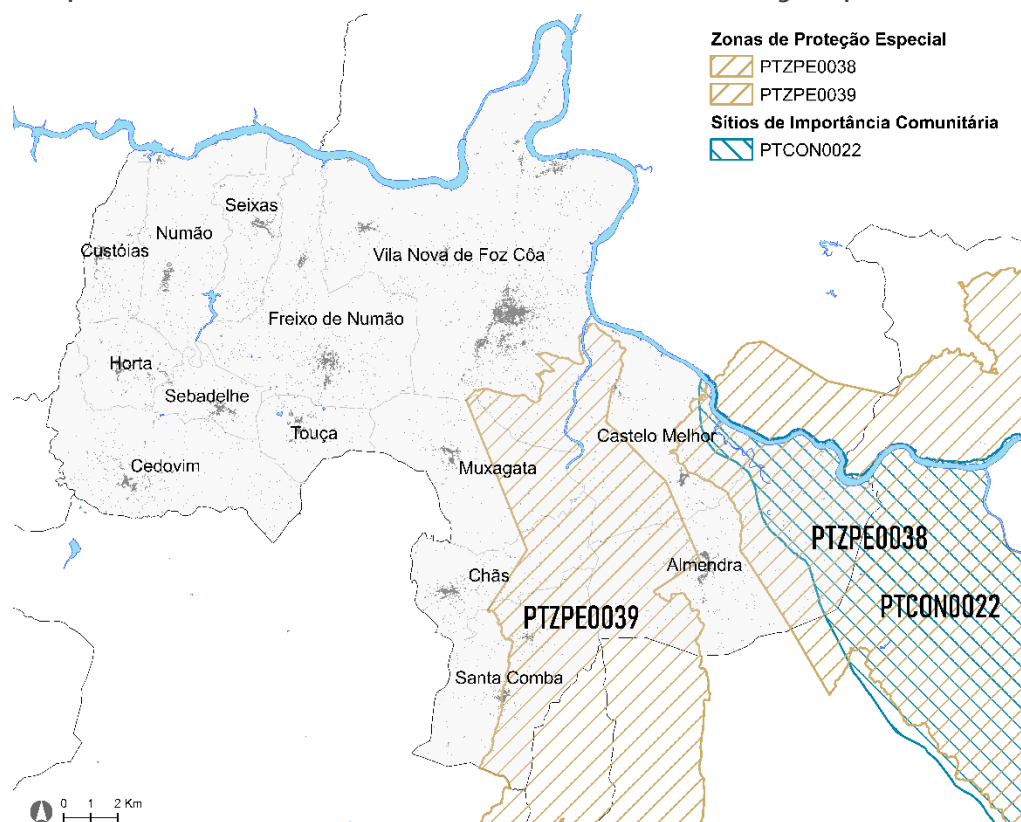 Zonas de Proteção Especial
PTZPE0038
PTZPE0039
Sítios de Importância Comunitária
PTCON0022
Seixas
Numão
Custóias
Vila Nova de Foz Côa
Freixo de Numão
Horta
Sebadelhe
Touça
Castelo Melhor
Cedovim
Muxagata
PTZPE0038
Almendra
Chãs
PTCON0022
PTZPE0039
Santa Comba
0 1 2 Km